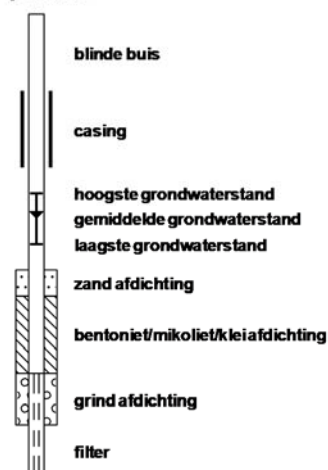 blinde buis
casing
hoogste grondwaterstand
gemiddelde grondwaterstand
laagste grondwaterstand
zand afdichting
bentoniet/mikoliet/klei afdichting
grind afdichting
filter